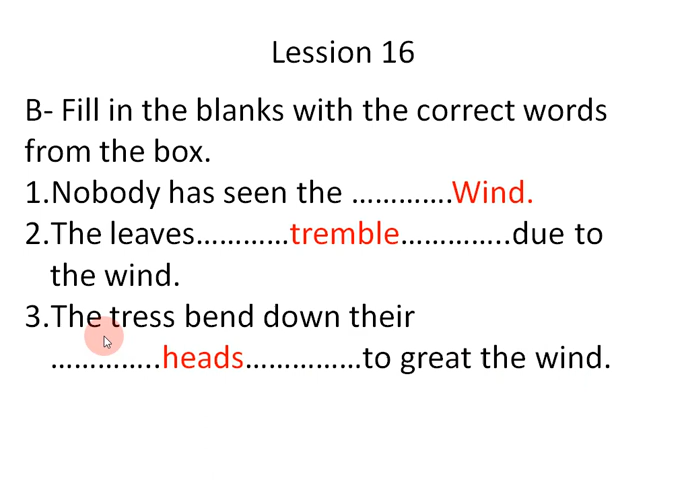 Lession 16
B- Fill in the blanks with the correct words
from the box.
1.Nobody has seen the ………….Wind.
2.The leaves…………tremble…………..due to
the wind.
3.The tress bend down their
…………..heads……………to great the wind.